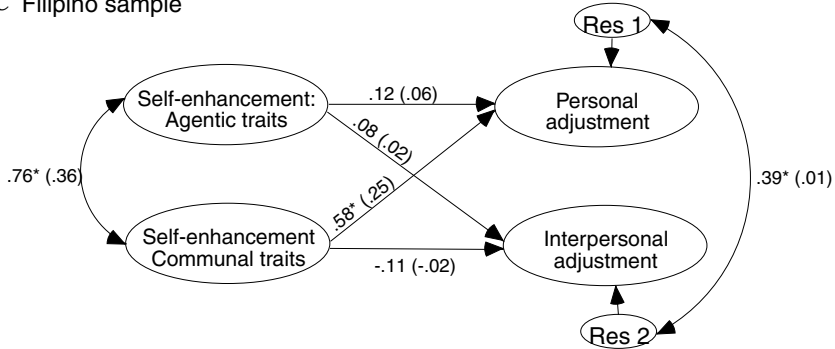 C Filipino sample
Res 1
Self-enhancement:
Agentic traits
.12 (.06)
Personal
adjustment
.08 (.02)
.76* (.36)
.58* (.25)
.39* (.01)
Self-enhancement
Communal traits
-.11 (-.02)
Interpersonal
adjustment
Res 2